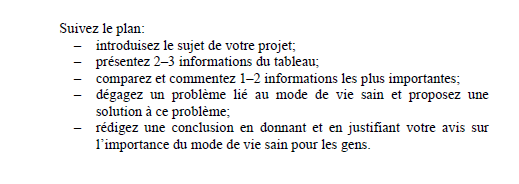 Suivez le plan:
– introduisez le sujet de votre projet;
– présentez 2–3 informations du tableau;
– comparez et commentez 1–2 informations les plus importantes;
– dégagez un problème lié au mode de vie sain et proposez une
solution à ce problème;
– rédigez une conclusion en donnant et en justifiant votre avis sur
l'importance du mode de vie sain pour les gens.